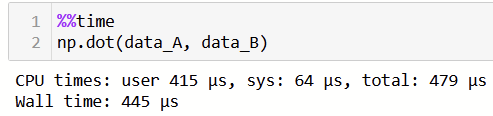 1 %%time
2 np.dot(data_A, data_B)
CPU times: user 415 µs, sys: 64 µs, total: 479 µs
Wall time: 445 µs